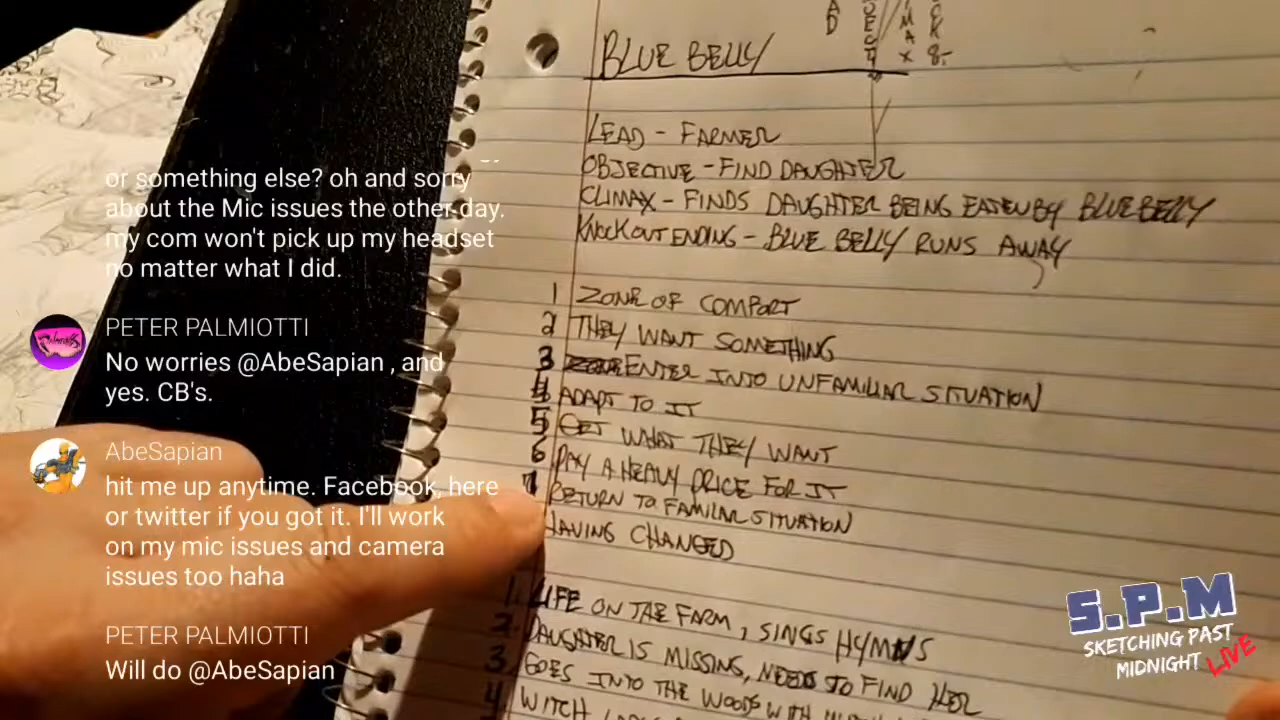 BLUE BELLY
LEAD - FARMER
OBJECTIVE - FIND DAUGHTER
CLIMAX - FINDS DAUGHTER BEING EATEN BY BLUE BELLY
KNOCKOUT ENDING - BLUE BELLY RUNS AWAY
1 ZONE OF COMFORT
2 THEY WANT SOMETHING
3 ENTER INTO UNFAMILIAR SITUATION
4 ADAPT TO IT
5 GET WHAT THEY WANT
6 PAY A HEAVY PRICE FOR IT
7 RETURN TO FAMILAR SITUATION
HAVING CHANGED
1. LIFE ON THE FARM, SINGS HYMNS
2. DAUGHTER IS MISSING, NEEDS TO FIND HER
3. GOES INTO THE WOODS WITH
4. WITCH
or something else? oh and sorry
about the Mic issues the other day.
my com won't pick up my headset
no matter what I did.
PETER PALMIOTTI
No worries @AbeSapian , and
yes. CB's.
AbeSapian
hit me up anytime. Facebook, here
or twitter if you got it. I'll work
on my mic issues and camera
issues too haha
PETER PALMIOTTI
Will do @AbeSapian
S.P.M
SKETCHING PAST
MIDNIGHT LIVE